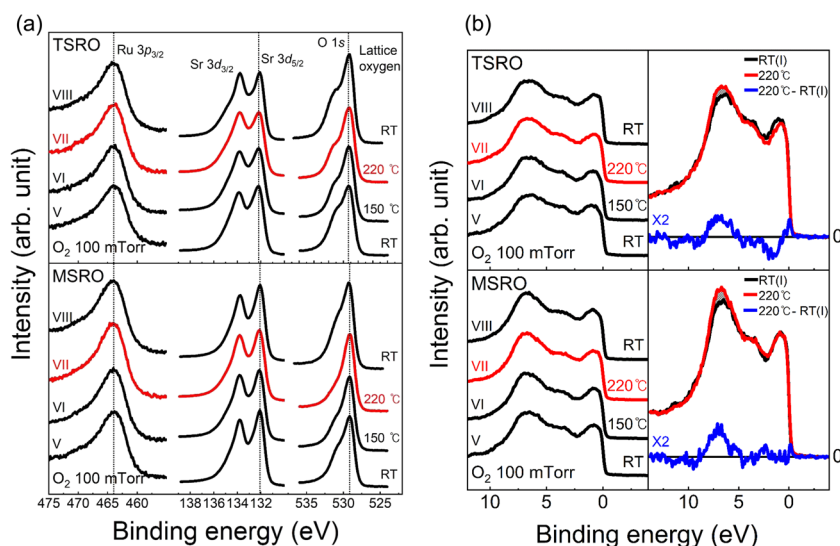 (a)
TSRO
Ru 3p3/2
Sr 3d3/2
Sr 3d5/2
O 1s
Lattice
oxygen
VIII
VII
VI
V
RT
220 ℃
150 ℃
RT
O2 100 mTorr
MSRO
VIII
VII
VI
V
RT
220 ℃
150 ℃
RT
O2 100 mTorr
475 465 460 138 136 134 132 535 530 525
Binding energy (eV)
Intensity (arb. unit)
(b)
TSRO
VIII
VII
VI
V
RT
220℃
150℃
RT
O2 100 mTorr
RT(I)
220℃
220℃- RT(I)
X2
0
MSRO
VIII
VII
VI
V
RT
220℃
150℃
RT
O2 100 mTorr
RT(I)
220℃
220℃- RT(I)
X2
0
10 5 0 10 5 0
Binding energy (eV)
Intensity (arb. unit)